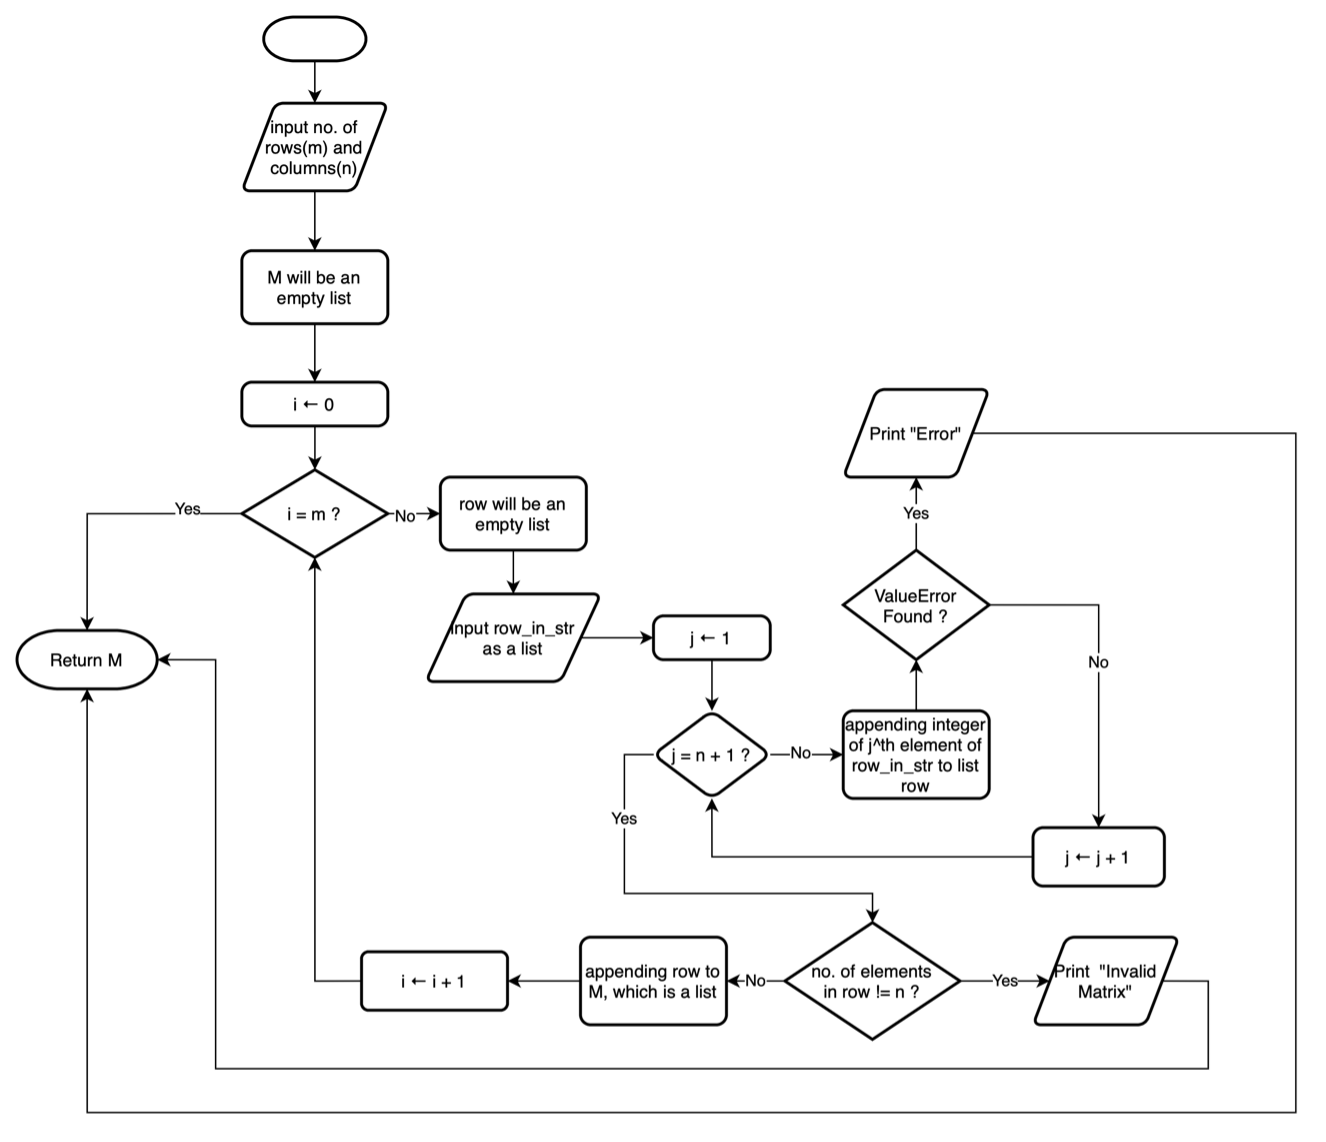 input no. of
rows(m) and
columns(n)
M will be an
empty list
i ← 0
i = m ?
Yes
No
row will be an
empty list
input row_in_str
as a list
j ← 1
j = n + 1 ?
No
Yes
appending integer
of j^th element of
row_in_str to list
row
ValueError
Found ?
Yes
No
Print "Error"
j ← j + 1
no. of elements
in row != n ?
Yes
No
Print "Invalid
Matrix"
appending row to
M, which is a list
i ← i + 1
Return M